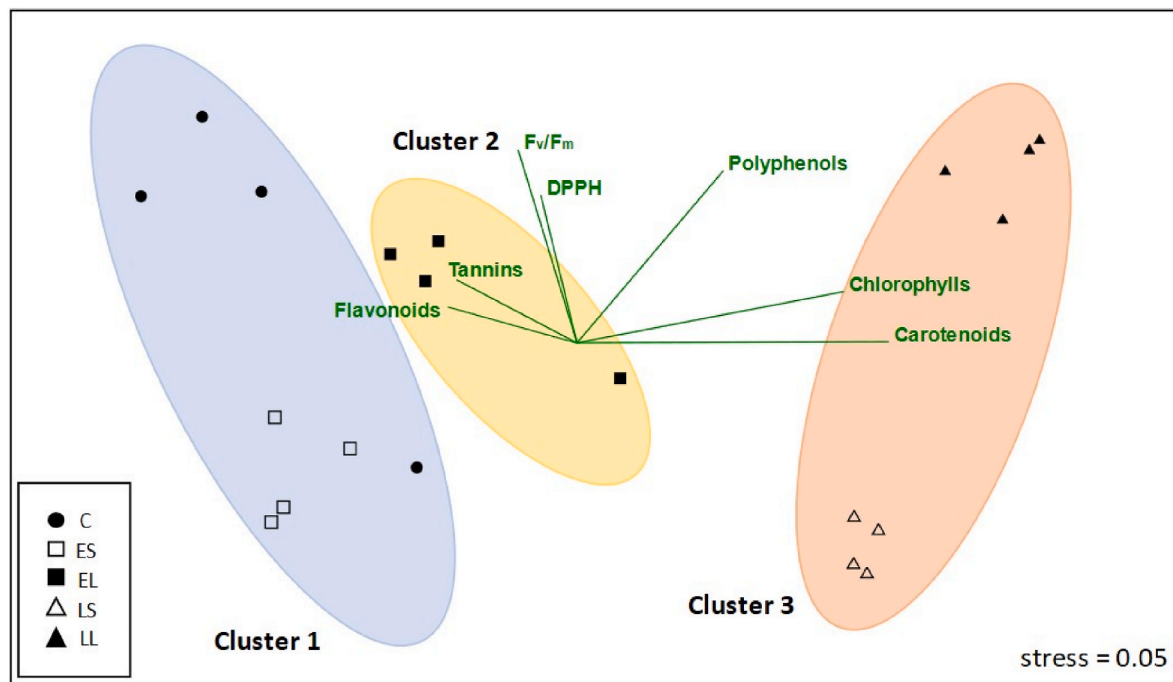 Cluster 2
Fv/Fm
DPPH
Polyphenols
Tannins
Flavonoids
Chlorophylls
Carotenoids
C
ES
EL
LS
LL
Cluster 1
Cluster 3
stress = 0.05